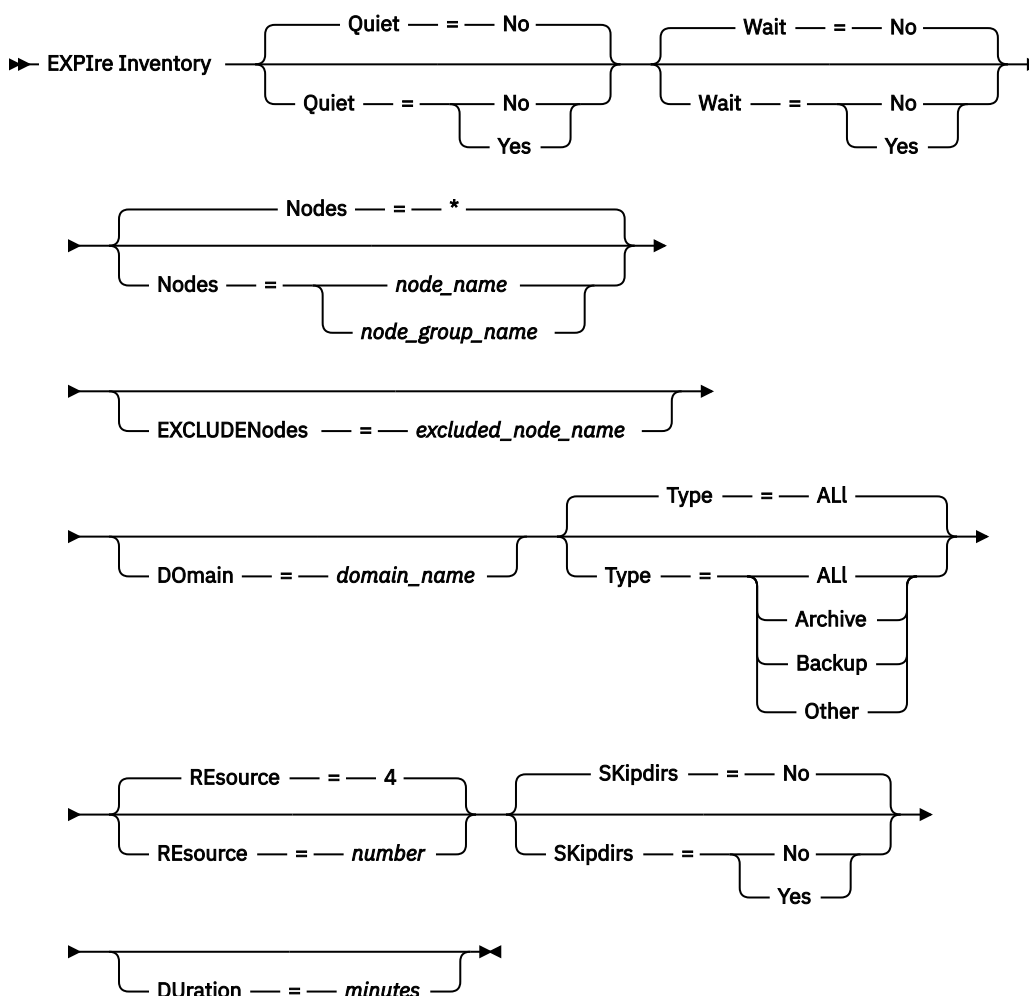 Quiet = No Wait = No
EXPIre Inventory
Quiet = No Wait = No
Yes Yes
Nodes = *
Nodes = node_name
node_group_name
EXCLUDENodes = excluded_node_name
Type = ALl
DOmain = domain_name Type = ALl
Archive
Backup
Other
REsource = 4 SKipdirs = No
REsource = number SKipdirs = No
Yes
DUration = minutes